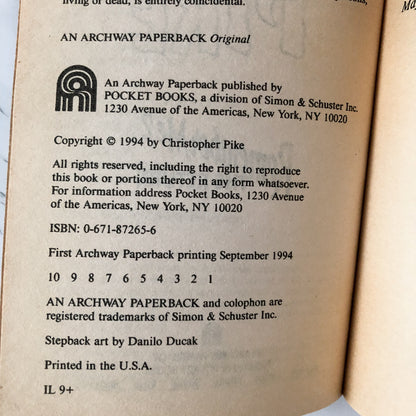 living or dead, is entirely coincidental.
AN ARCHWAY PAPERBACK Original
An Archway Paperback published by
POCKET BOOKS, a division of Simon & Schuster Inc.
1230 Avenue of the Americas, New York, NY 10020
Copyright © 1994 by Christopher Pike
All rights reserved, including the right to reproduce
this book or portions thereof in any form whatsoever.
For information address Pocket Books, 1230 Avenue
of the Americas, New York, NY 10020
ISBN: 0-671-87265-6
First Archway Paperback printing September 1994
10 9 8 7 6 5 4 3 2 1
AN ARCHWAY PAPERBACK and colophon are
registered trademarks of Simon & Schuster Inc.
Stepback art by Danilo Ducak
Printed in the U.S.A.
IL 9+